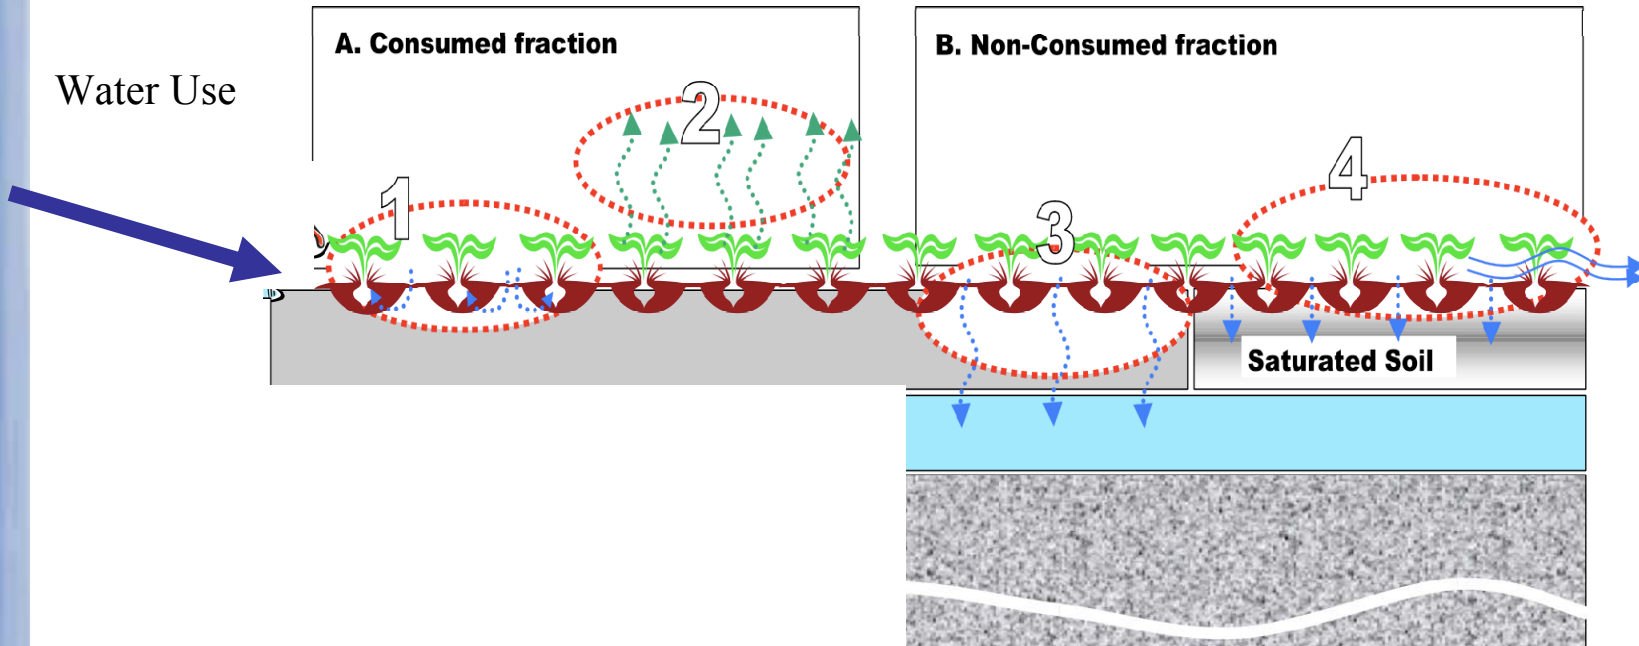 A. Consumed fraction
B. Non-Consumed fraction
Water Use
2
1
4
3
Saturated Soil